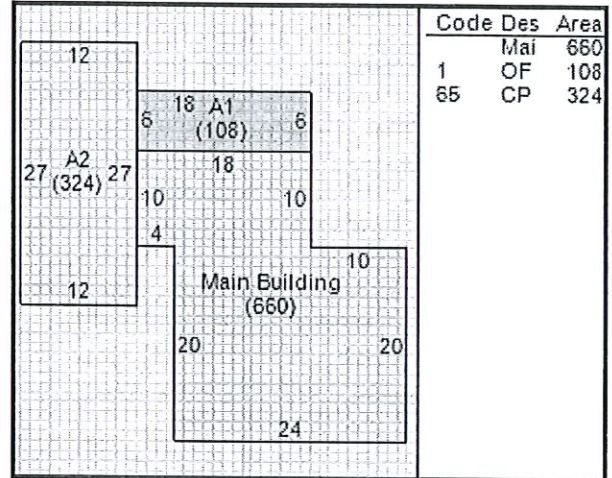 Code Des Area
Mai 660
1 OF 108
65 CP 324
12
18 A1
6 (108) 6
18
A2
27 (324) 27
10 10
4
10
12
Main Building
(660)
20 20
24